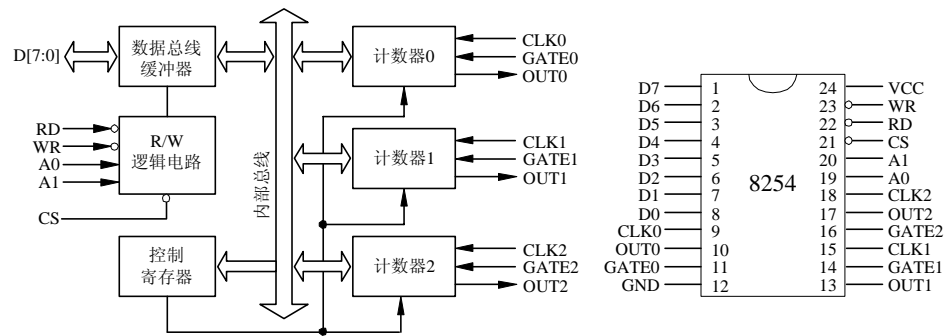 D[7:0]
数据总线
缓冲器
RD
WR
A0
A1
R/W
逻辑电路
CS
控制
寄存器
内部总线
计数器0
CLK0
GATE0
OUT0
计数器1
CLK1
GATE1
OUT1
计数器2
CLK2
GATE2
OUT2
D7 1 24 VCC
D6 2 23 WR
D5 3 22 RD
D4 4 21 CS
D3 5 20 A1
D2 6 19 A0
8254
D1 7 18 CLK2
D0 8 17 OUT2
CLK0 9 16 GATE2
OUT0 10 15 CLK1
GATE0 11 14 GATE1
GND 12 13 OUT1